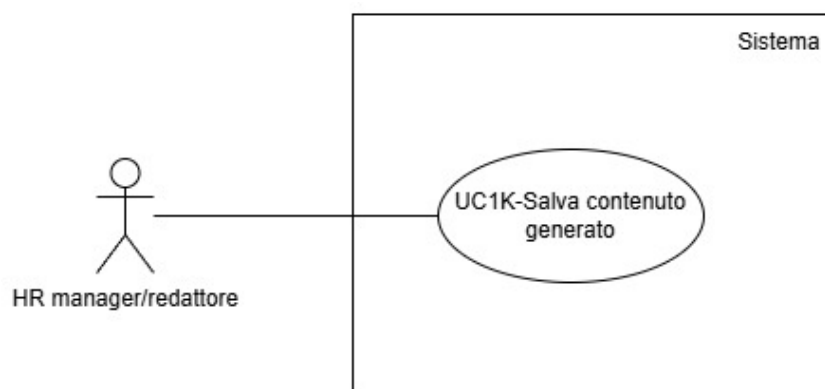 Sistema
UC1K-Salva contenuto
generato
HR manager/redattore